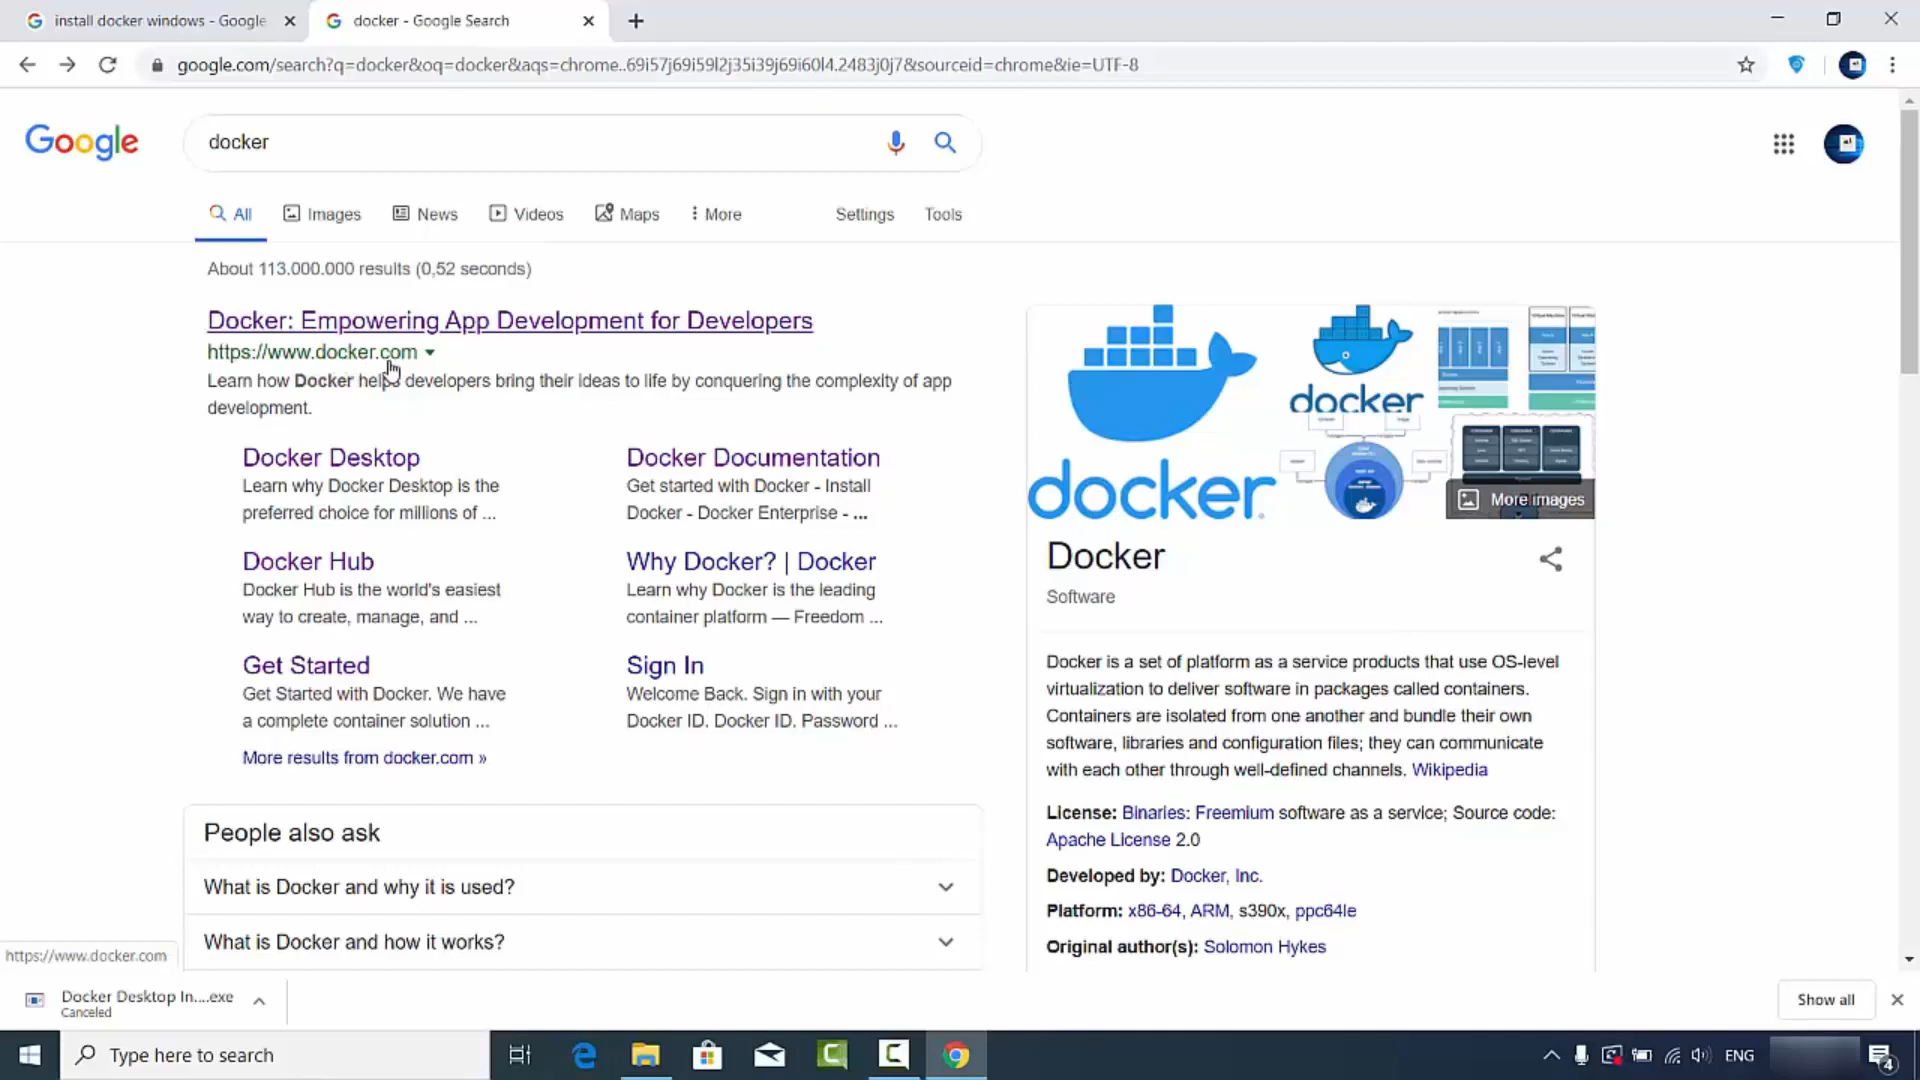 install docker windows - Google
docker - Google Search
google.com/search?q=docker&oq=docker&aqs=chrome..69i57j69i59l2j35i39j69i60l4.2483j0j7&sourceid=chrome&ie=UTF-8
Google
docker
All
Images
News
Videos
Maps
More
Settings
Tools
About 113.000.000 results (0,52 seconds)
Docker: Empowering App Development for Developers
https://www.docker.com
Learn how Docker helps developers bring their ideas to life by conquering the complexity of app
development.
Docker Desktop
Learn why Docker Desktop is the
preferred choice for millions of ...
Docker Documentation
Get started with Docker - Install
Docker - Docker Enterprise - ...
Docker Hub
Docker Hub is the world's easiest
way to create, manage, and ...
Why Docker? | Docker
Learn why Docker is the leading
container platform — Freedom ...
Get Started
Get Started with Docker. We have
a complete container solution ...
Sign In
Welcome Back. Sign in with your
Docker ID. Docker ID. Password ...
More results from docker.com »
People also ask
What is Docker and why it is used?
What is Docker and how it works?
docker
docker
More images
Docker
Software
Docker is a set of platform as a service products that use OS-level
virtualization to deliver software in packages called containers.
Containers are isolated from one another and bundle their own
software, libraries and configuration files; they can communicate
with each other through well-defined channels. Wikipedia
License: Binaries: Freemium software as a service; Source code:
Apache License 2.0
Developed by: Docker, Inc.
Platform: x86-64, ARM, s390x, ppc64le
Original author(s): Solomon Hykes
https://www.docker.com
Docker Desktop In....exe
Canceled
Show all
Type here to search
ENG
4